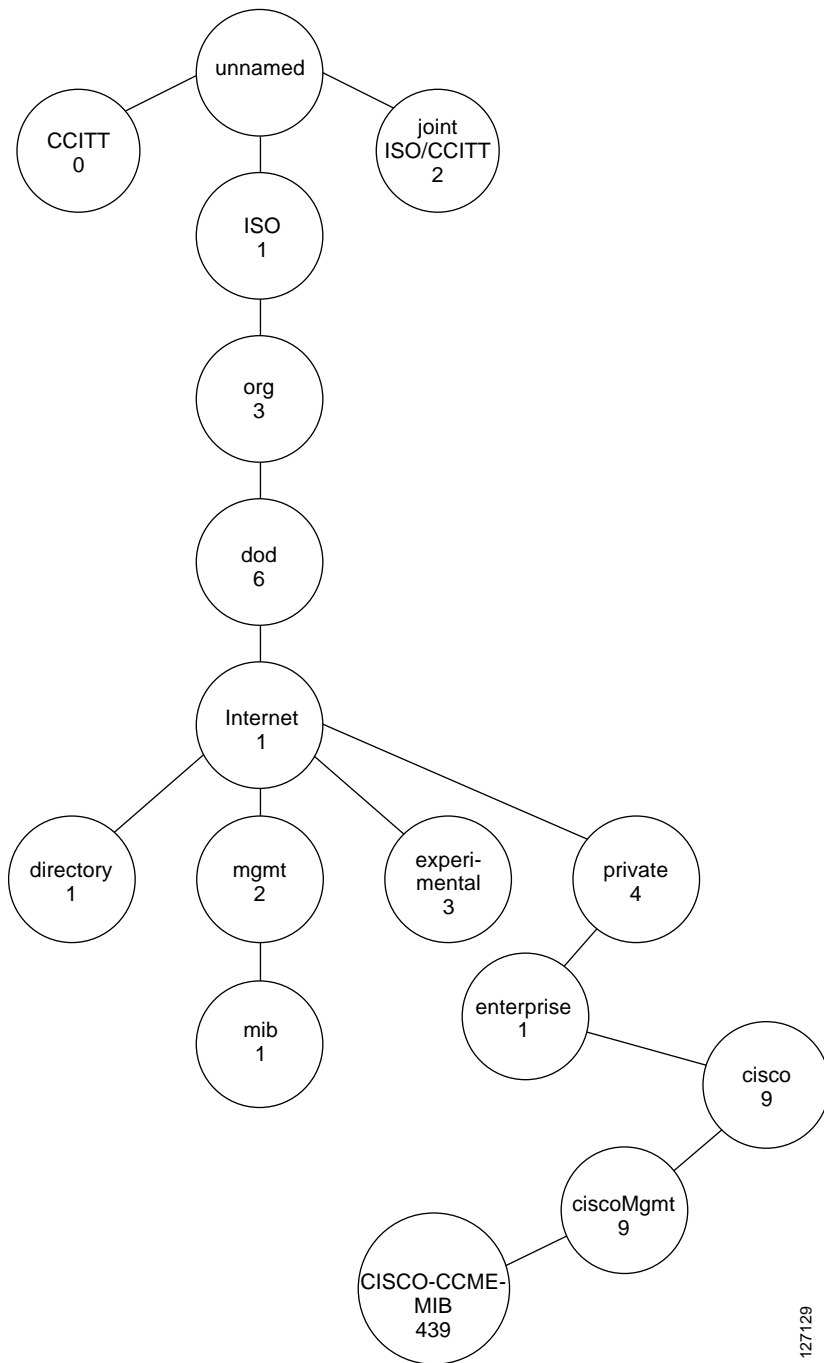 unnamed
CCITT
0
joint
ISO/CCITT
2
ISO
1
org
3
dod
6
Internet
1
directory
1
mgmt
2
experi-
mental
3
private
4
enterprise
1
mib
1
cisco
9
ciscoMgmt
9
CISCO-CCME-
MIB
439
127129